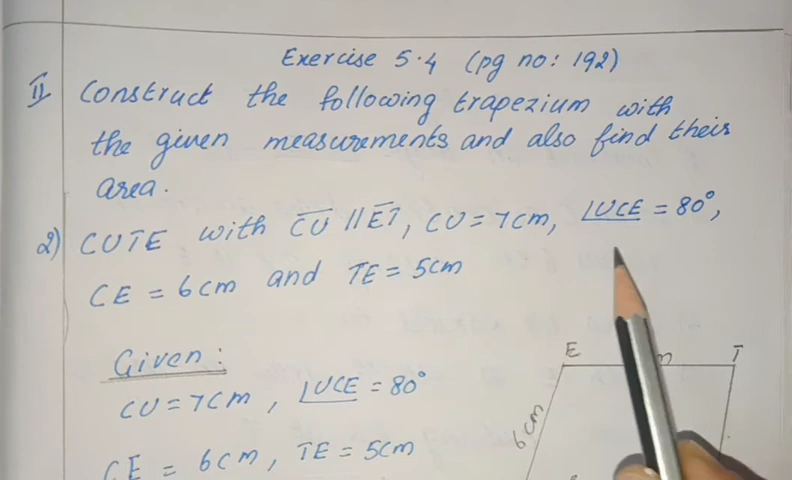 Exercise 5.4 (pg no: 192)
II Construct the following trapezium with
the given measurements and also find their
area.
2) CUTE with C̅U̅ // E̅T̅, CU = 7cm, ∠UCE = 80°,
CE = 6cm and TE = 5cm
Given:
CU = 7cm, ∠UCE = 80°
CE = 6cm, TE = 5cm
E m T
6cm